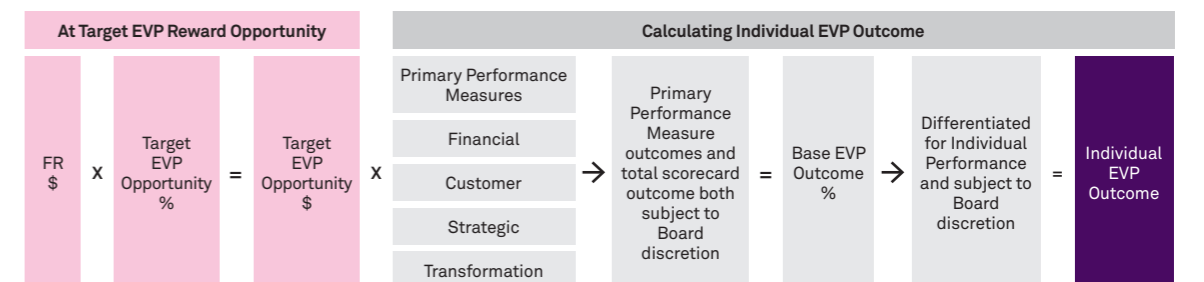 At Target EVP Reward Opportunity
Calculating Individual EVP Outcome
FR
$
X
Target
EVP
Opportunity
%
=
Target
EVP
Opportunity
$
X
Primary Performance
Measures
Financial
Customer
Strategic
Transformation
→
Primary
Performance
Measure
outcomes and
total scorecard
outcome both
subject to
Board
discretion
=
Base EVP
Outcome
%
→
Differentiated
for Individual
Performance
and subject to
Board
discretion
=
Individual
EVP
Outcome